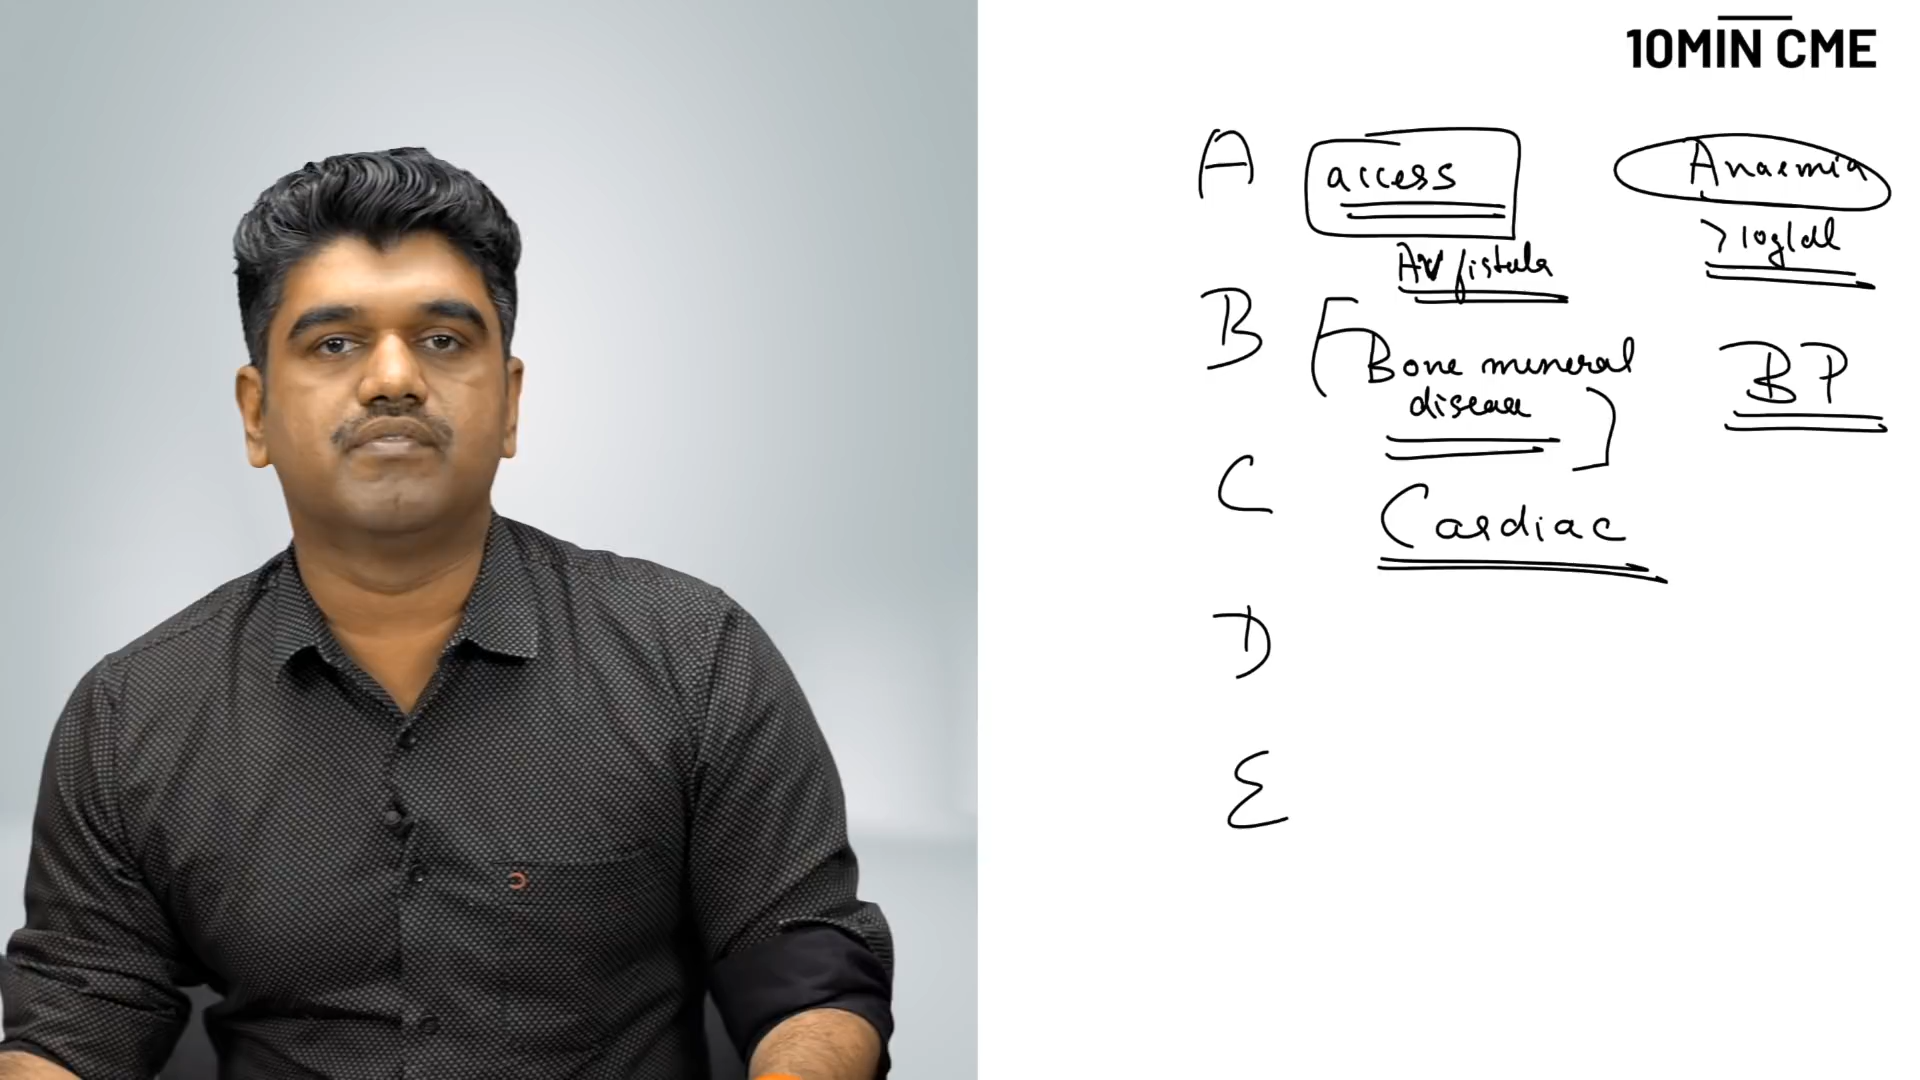 10MIN CME
A access Anaemia
AV fistula >10g/dl
B Bone mineral BP
disease
C Cardiac
D
E